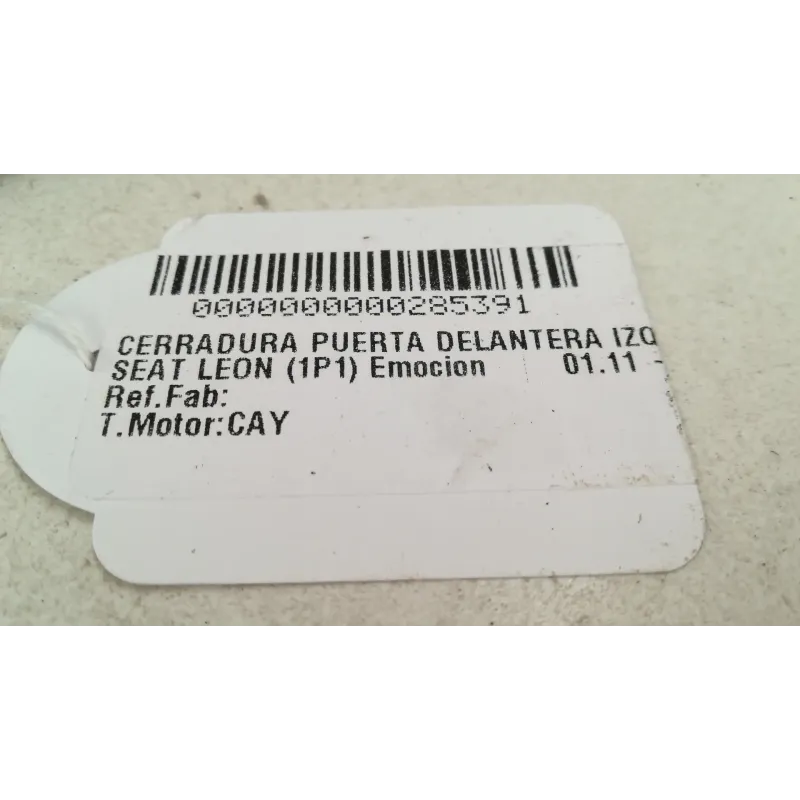 0000000000285391
CERRADURA PUERTA DELANTERA IZQ
SEAT LEON (1P1) Emocion 01.11 -
Ref.Fab:
T.Motor:CAY